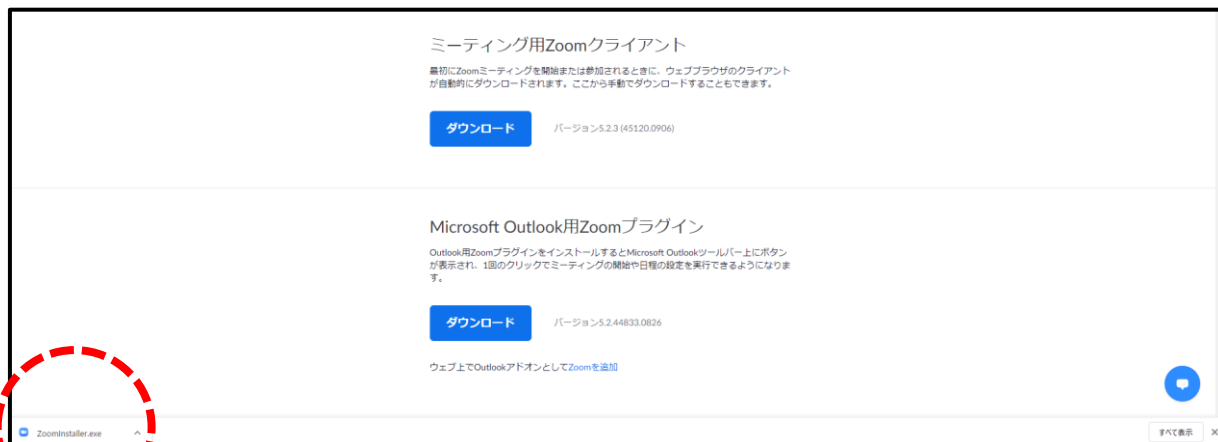 ミーティング用Zoomクライアント
最初にZoomミーティングを開始または参加されるときに、ウェブブラウザのクライアント
が自動的にダウンロードされます。ここから手動でダウンロードすることもできます。
ダウンロード バージョン5.2.3 (45120.0906)
Microsoft Outlook用Zoomプラグイン
Outlook用ZoomプラグインをインストールするとMicrosoft Outlookツールバー上にボタン
が表示され、1回のクリックでミーティングの開始や日程の設定を実行できるようになりま
す。
ダウンロード バージョン5.2.44833.0826
ウェブ上でOutlookアドオンとしてZoomを追加
ZoomInstaller.exe すべて表示